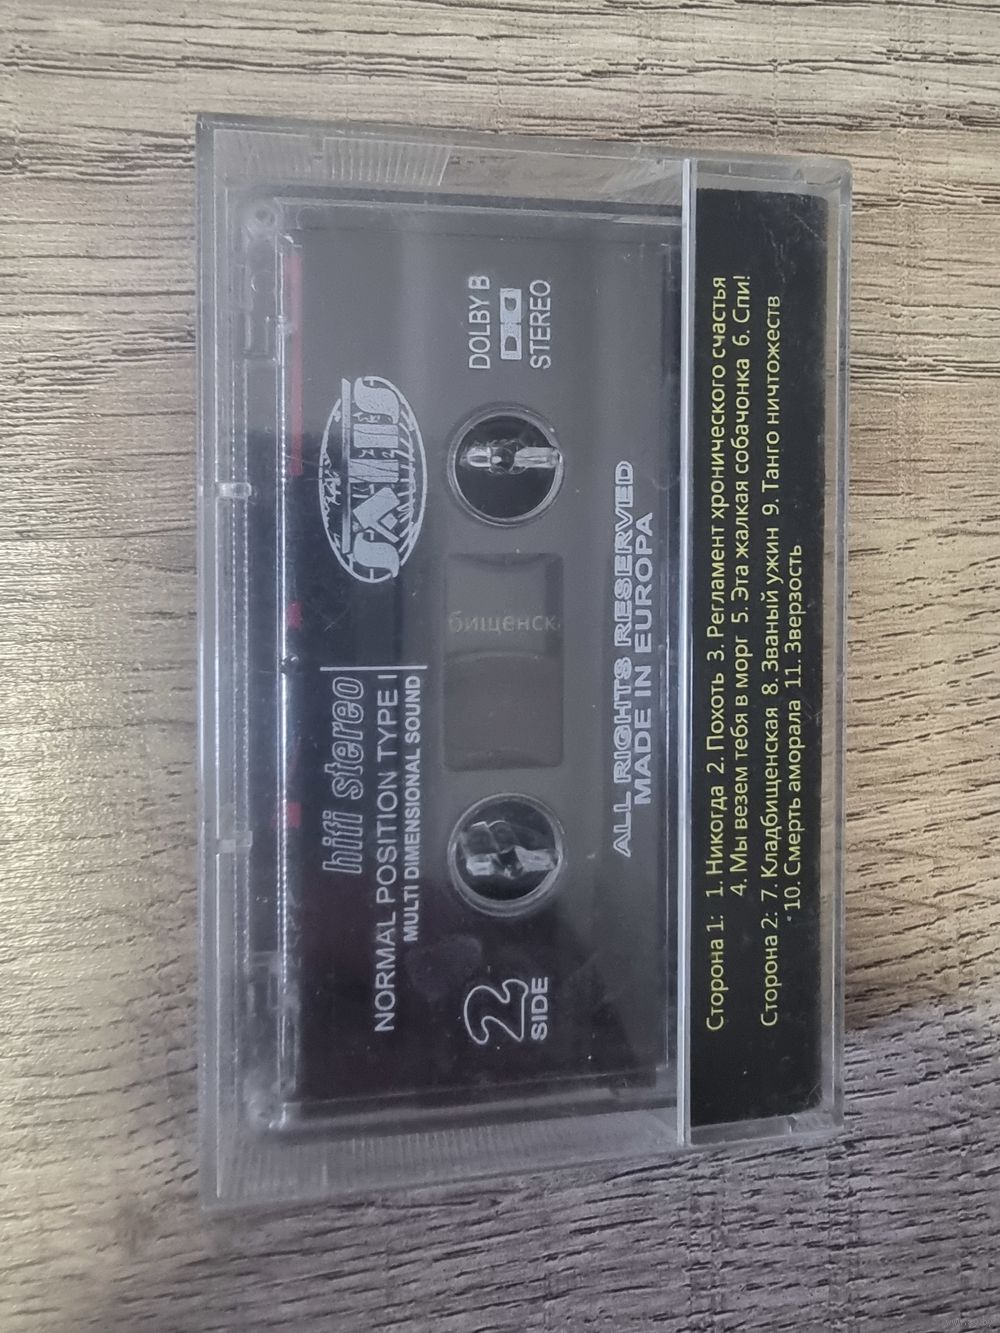 SAMIS
hifi stereo
NORMAL POSITION TYPE I
MULTI DIMENSIONAL SOUND
2
SIDE
бищенск
DOLBY B
STEREO
ALL RIGHTS RESERVED
MADE IN EUROPA
Сторона 1: 1. Никогда 2. Похоть 3. Регламент хронического счастья
4. Мы везем тебя в морг 5. Эта жалкая собачонка 6. Спи!
Сторона 2: 7. Кладбищенская 8. Званый ужин 9. Танго ничтожеств
10. Смерть аморала 11. Зверзость